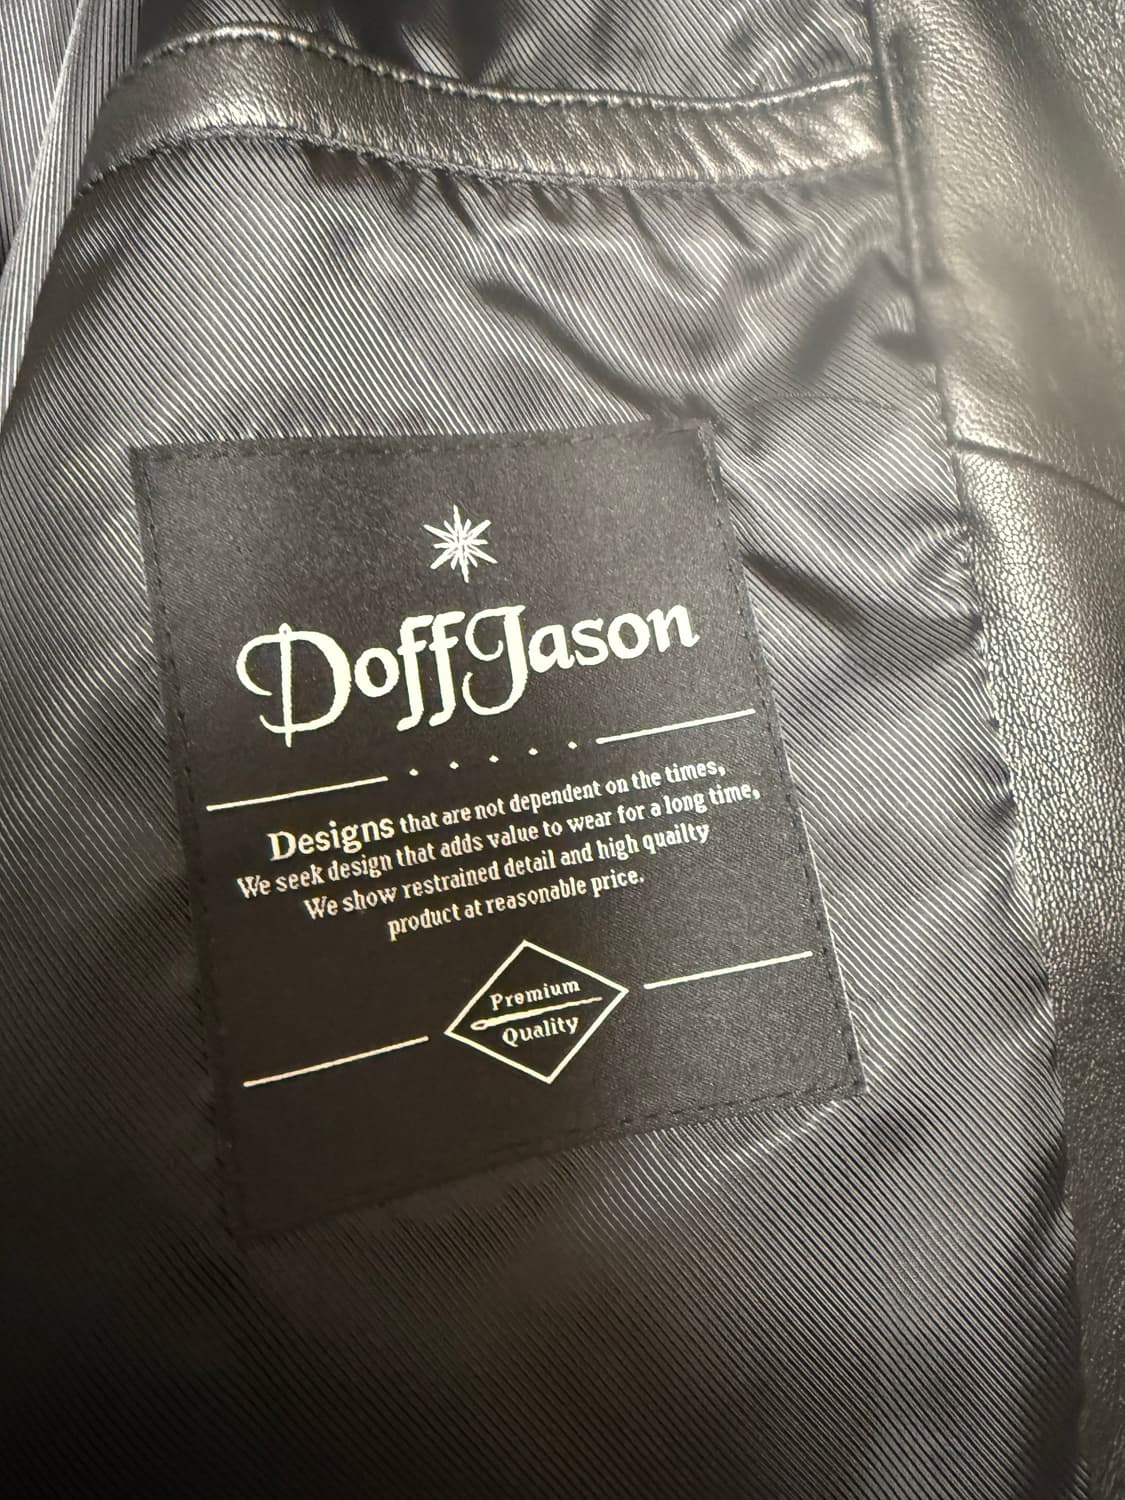 DoffJason
Designs that are not dependent on the times,
We seek design that adds value to wear for a long time,
We show restrained detail and high quailty
product at reasonable price.
Premium
Quality